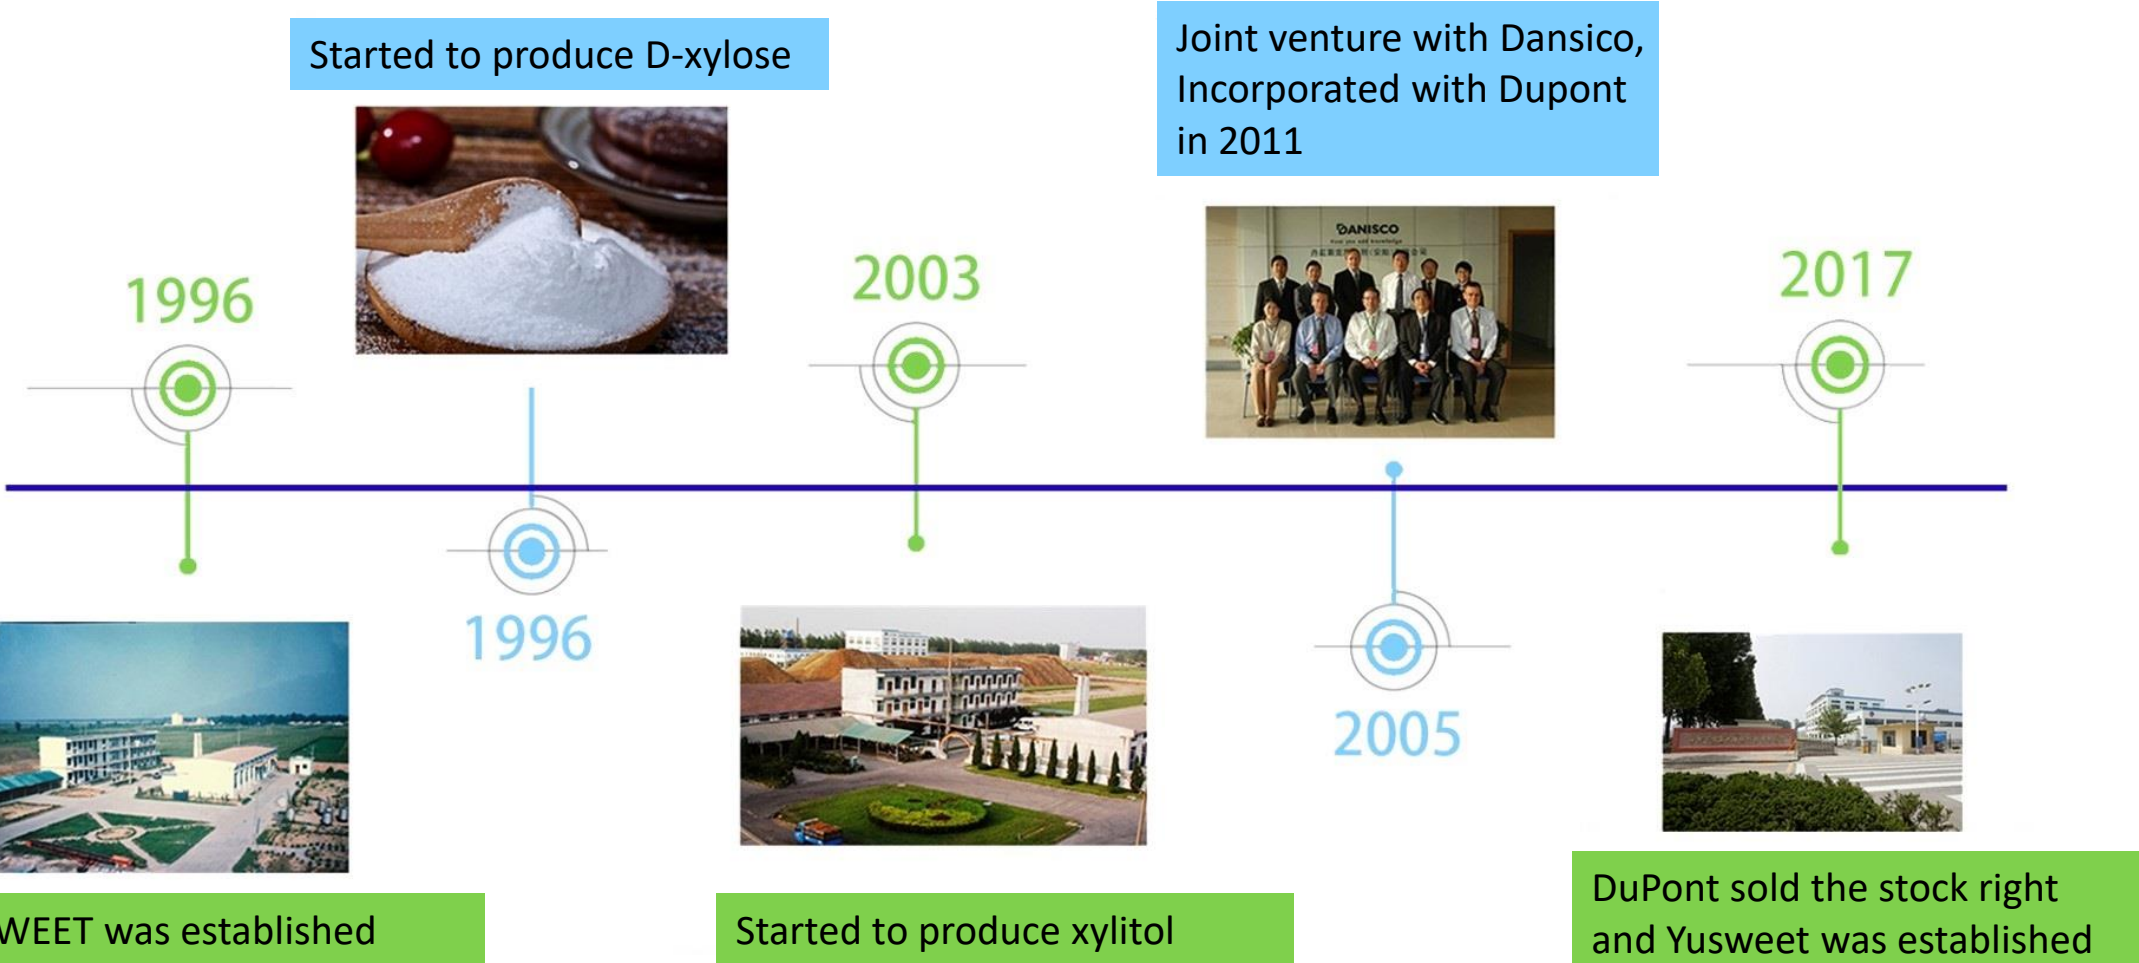 Started to produce D-xylose
Joint venture with Dansico,
Incorporated with Dupont
in 2011
DANISCO
1996
2003
2017
1996
2005
WEET was established
Started to produce xylitol
DuPont sold the stock right
and Yusweet was established